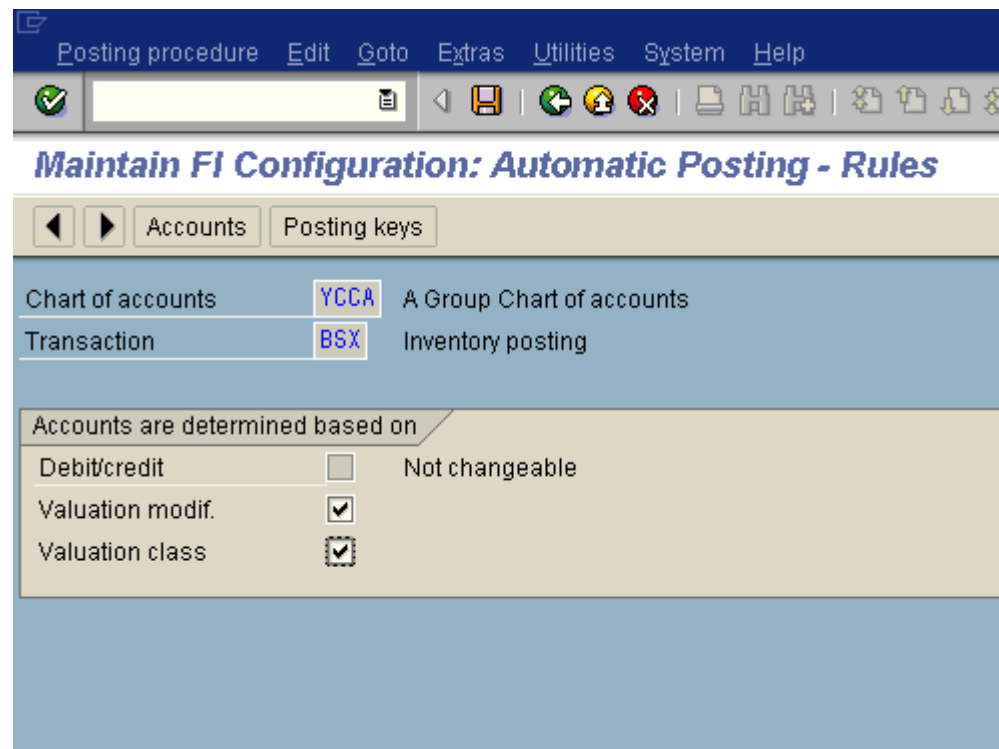 Posting procedure Edit Goto Extras Utilities System Help
Maintain FI Configuration: Automatic Posting - Rules
Accounts Posting keys
Chart of accounts YCCA A Group Chart of accounts
Transaction BSX Inventory posting
Accounts are determined based on
Debit/credit Not changeable
Valuation modif.
Valuation class